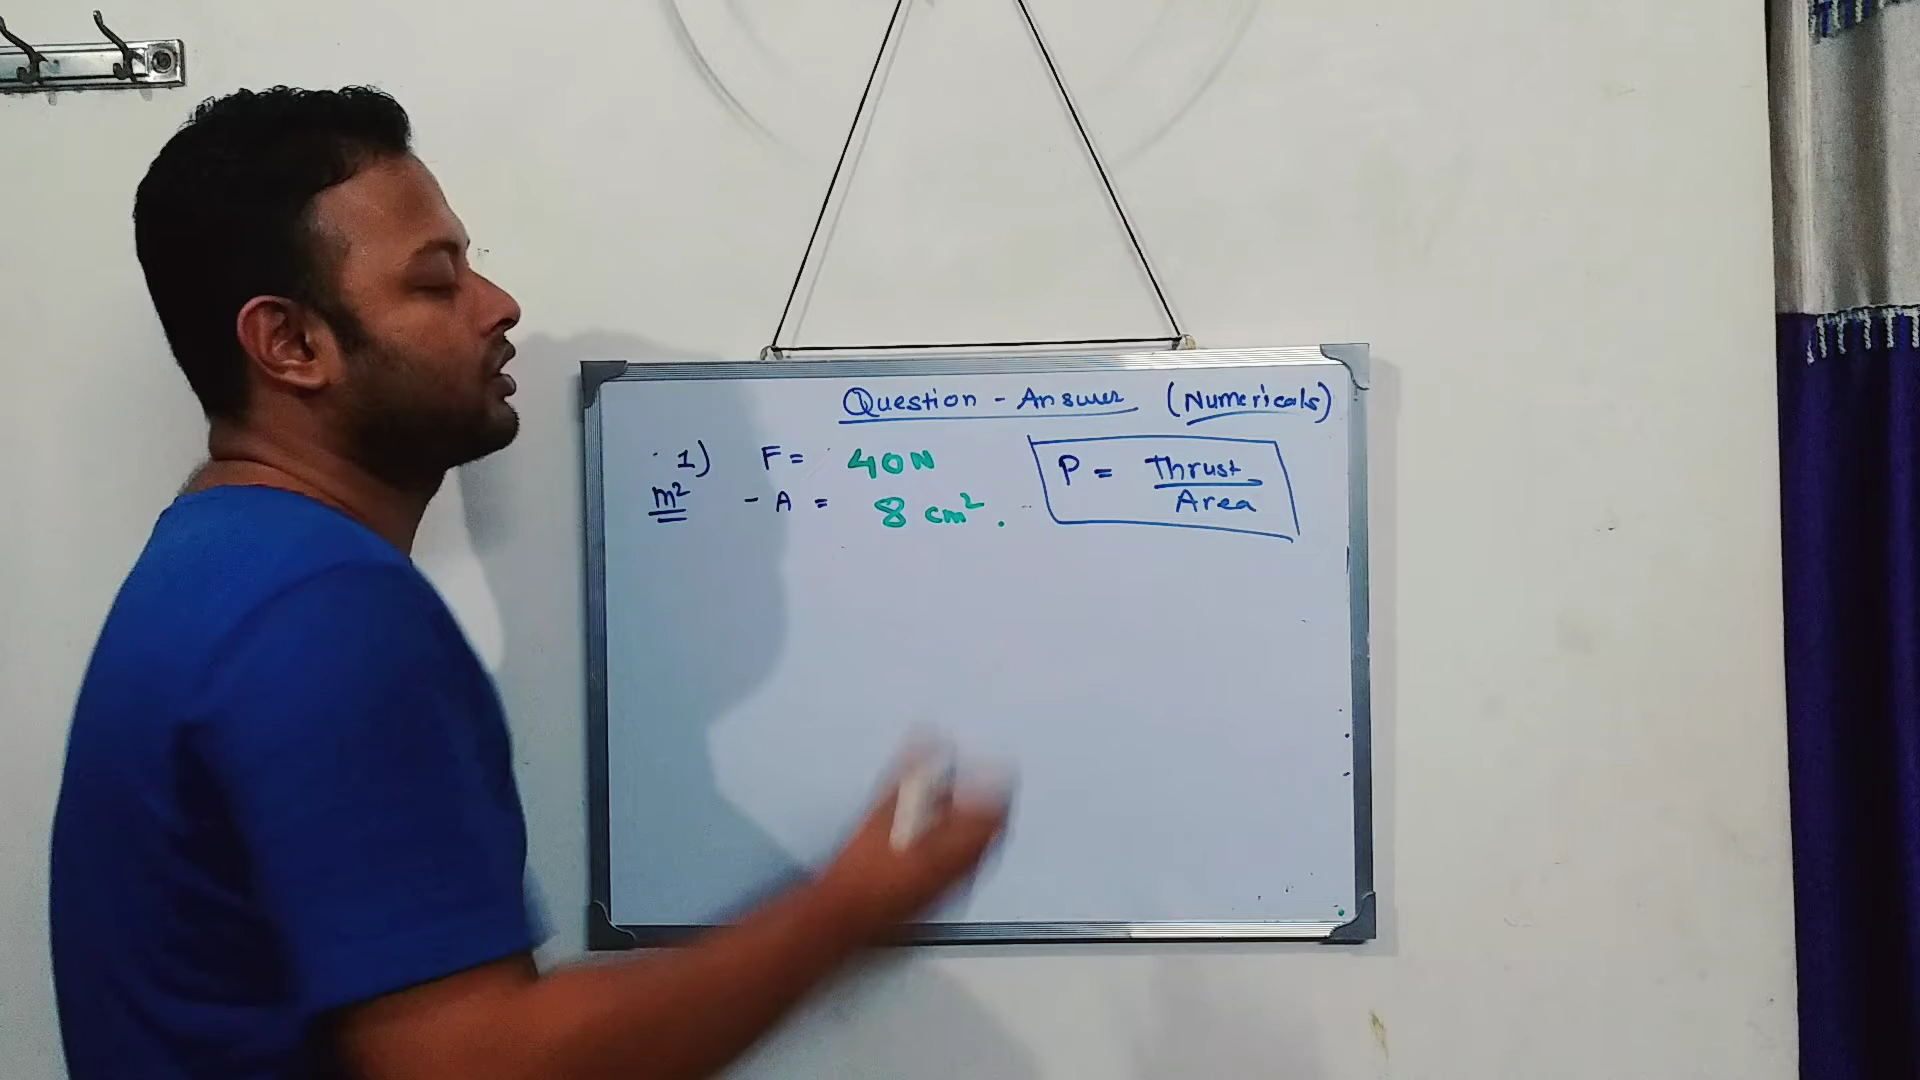 Question - Answer (Numericals)
1) F = 40N
m² - A = 8 cm².
P = Thrust
Area